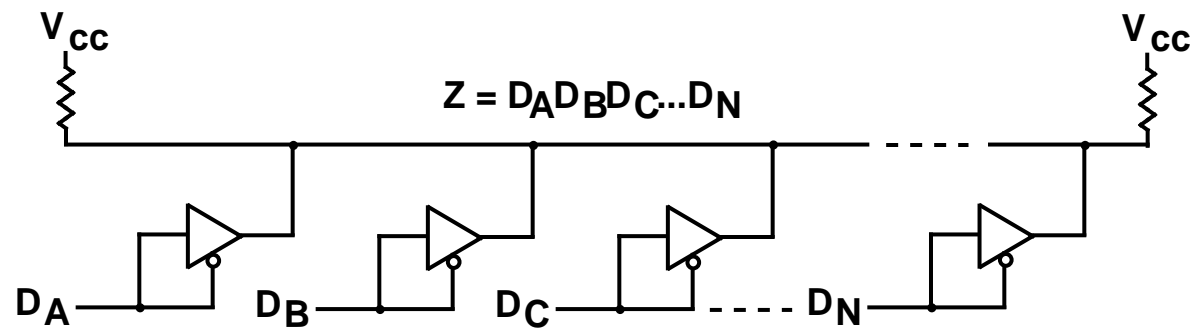 Vcc
Vcc
Z = DADBDC...DN
DA
DB
DC
DN